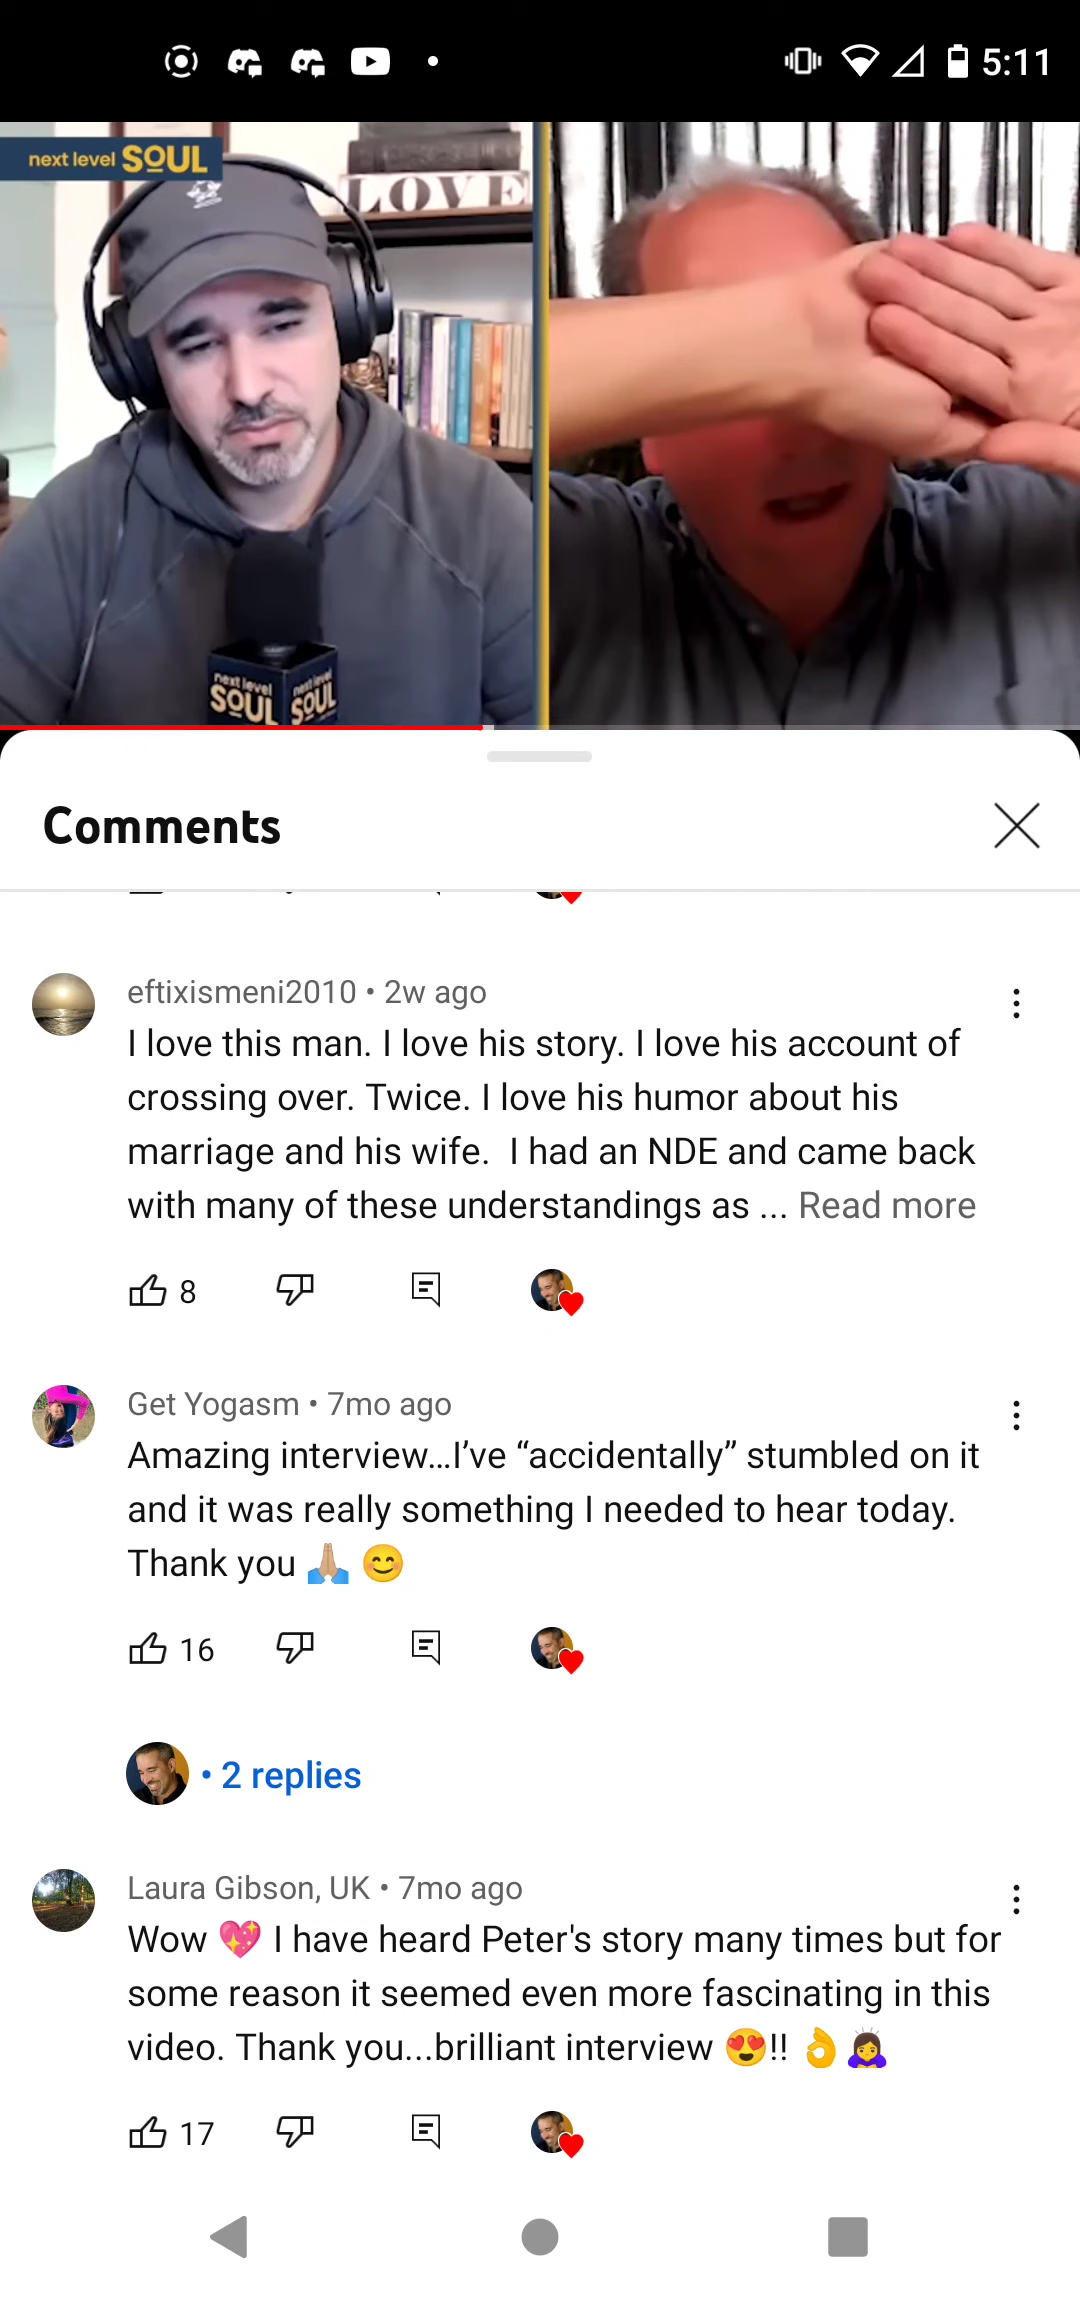 5:11
next level SOUL
LOVE
next level next level
SOUL SOUL
Comments
eftixismeni2010 • 2w ago
I love this man. I love his story. I love his account of
crossing over. Twice. I love his humor about his
marriage and his wife.  I had an NDE and came back
with many of these understandings as ... Read more
8
Get Yogasm • 7mo ago
Amazing interview...I’ve “accidentally” stumbled on it
and it was really something I needed to hear today.
Thank you 🙏🏼 😊
16
• 2 replies
Laura Gibson, UK • 7mo ago
Wow 💖 I have heard Peter's story many times but for
some reason it seemed even more fascinating in this
video. Thank you...brilliant interview 😍!! 👌🙇‍♀️
17